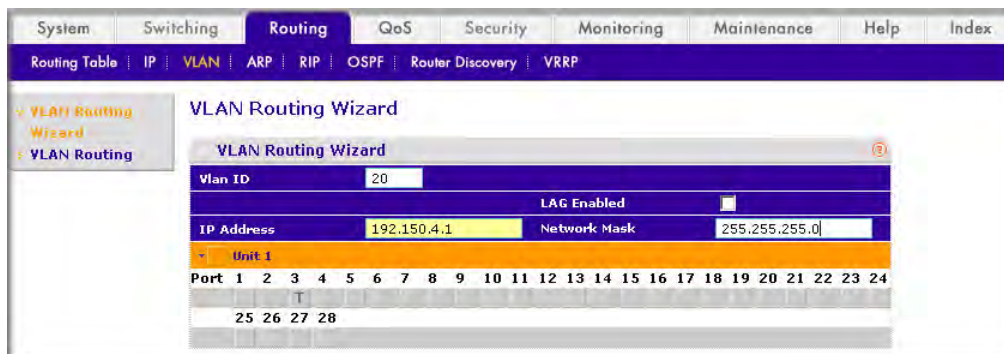 System Switching Routing QoS Security Monitoring Maintenance Help Index
Routing Table IP VLAN ARP RIP OSPF Router Discovery VRRP
VLAN Routing
Wizard
VLAN Routing
VLAN Routing Wizard
VLAN Routing Wizard
Vlan ID 20
LAG Enabled
IP Address 192.150.4.1 Network Mask 255.255.255.0
Unit 1
Port 1 2 3 4 5 6 7 8 9 10 11 12 13 14 15 16 17 18 19 20 21 22 23 24
T
25 26 27 28